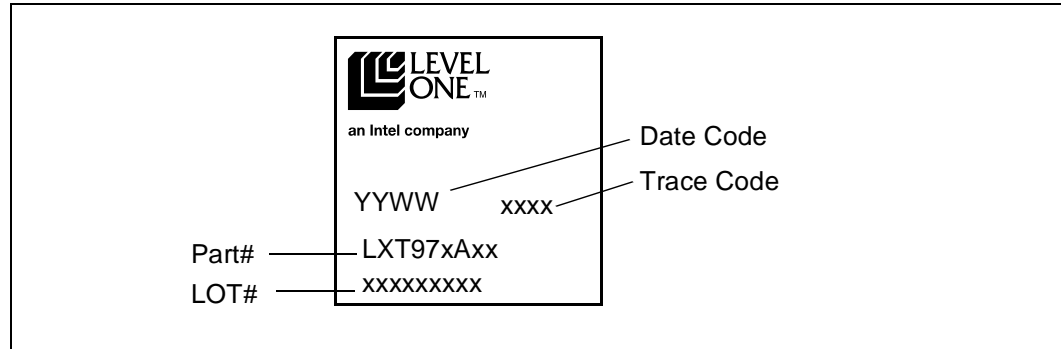 LEVEL
ONE™
an Intel company
Date Code
Trace Code
YYWW xxxx
Part# LXT97xAxx
LOT# xxxxxxxxx